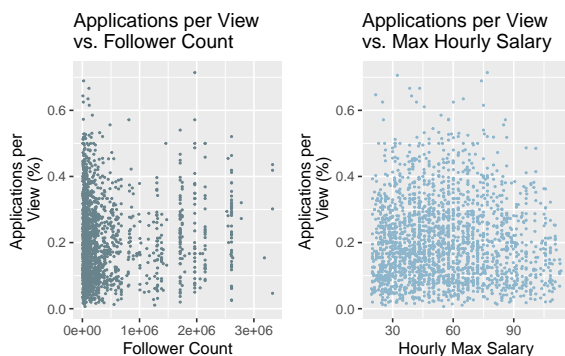 Applications per View
vs. Follower Count
Applications per
View (%)
0.6
0.4
0.2
0.0
0e+00
1e+06
2e+06
3e+06
Follower Count
Applications per View
vs. Max Hourly Salary
Applications per
View (%)
0.6
0.4
0.2
0.0
30
60
90
Hourly Max Salary